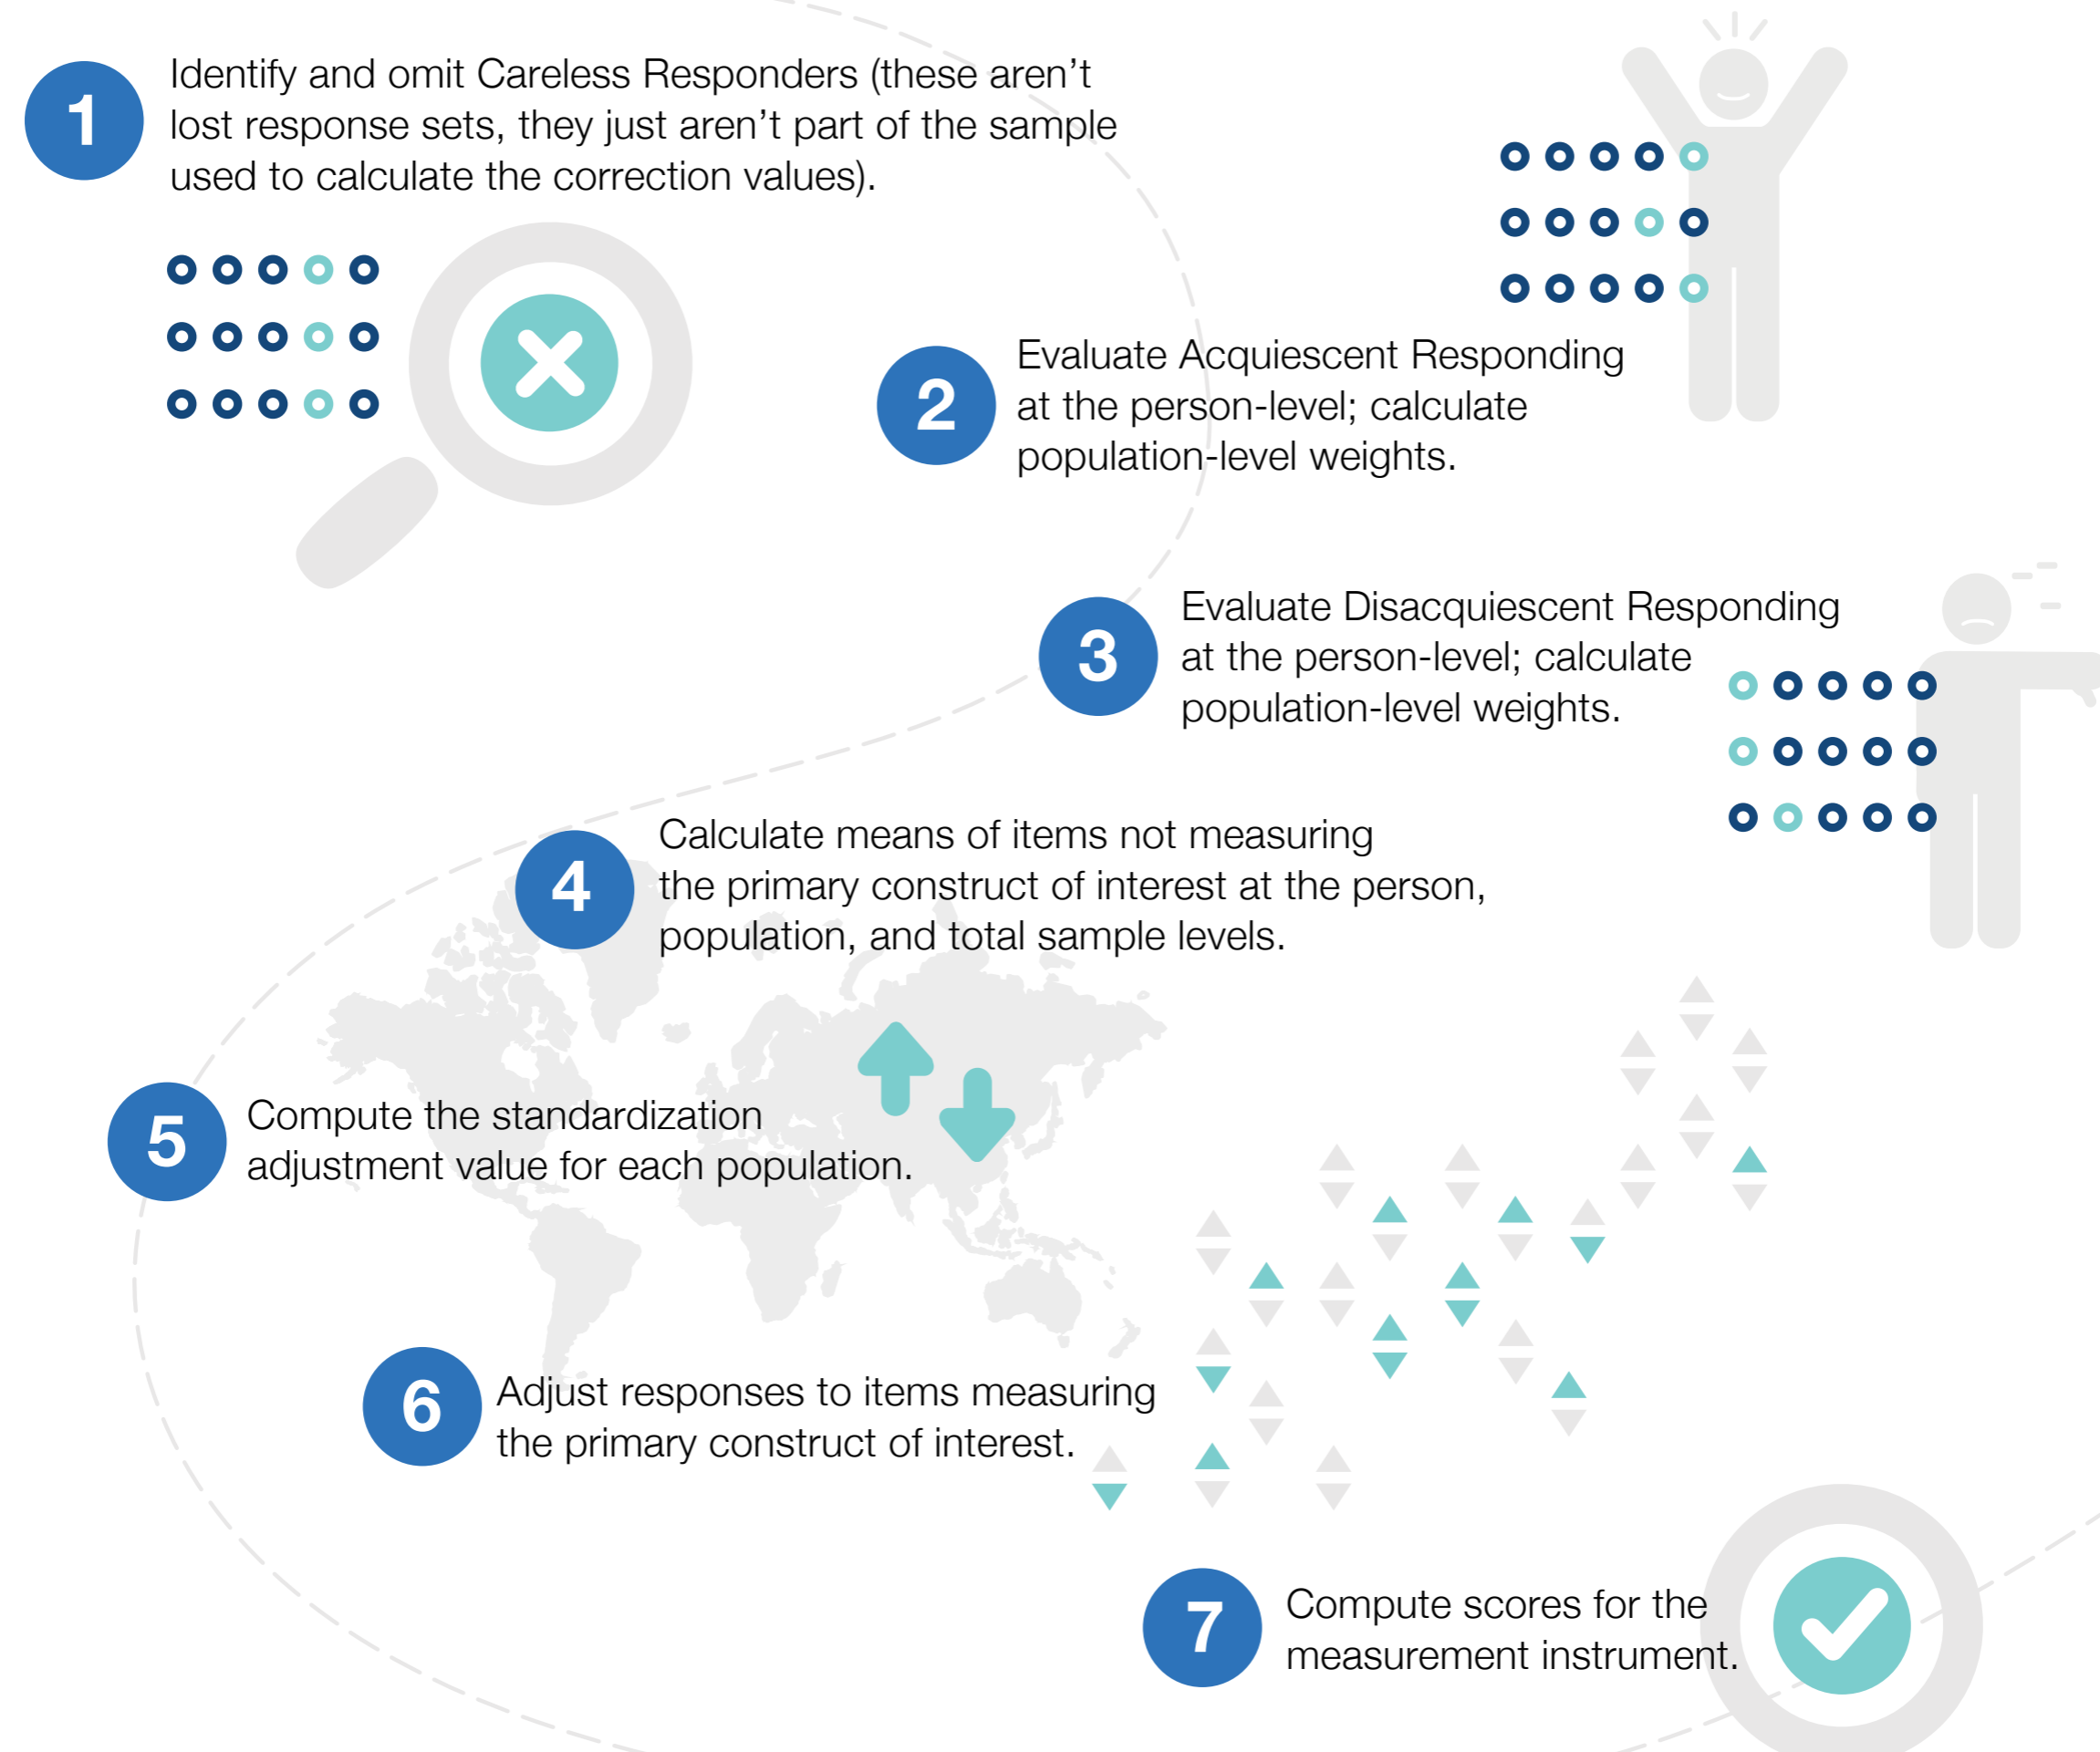 1
Identify and omit Careless Responders (these aren’t
lost response sets, they just aren’t part of the sample
used to calculate the correction values).
2
Evaluate Acquiescent Responding
at the person-level; calculate
population-level weights.
3
Evaluate Disacquiescent Responding
at the person-level; calculate
population-level weights.
4
Calculate means of items not measuring
the primary construct of interest at the person,
population, and total sample levels.
5
Compute the standardization
adjustment value for each population.
6
Adjust responses to items measuring
the primary construct of interest.
7
Compute scores for the
measurement instrument.